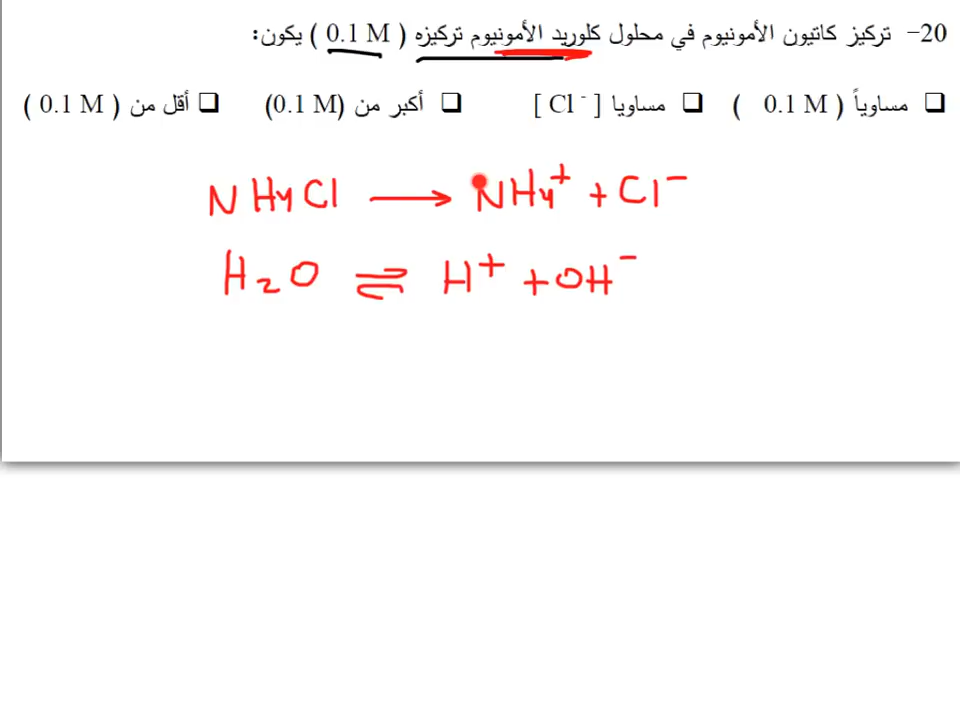 20- تركيز كاتيون الأمونيوم في محلول كلوريد الأمونيوم تركيزه ( 0.1 M ) يكون:
❑ مساوياً ( 0.1 M ) ❑ مساويا [ Cl⁻ ] ❑ أكبر من (0.1 M) ❑ أقل من ( 0.1 M )
NH4Cl ⟶ NH4⁺ + Cl⁻
H2O ⇌ H⁺ + OH⁻